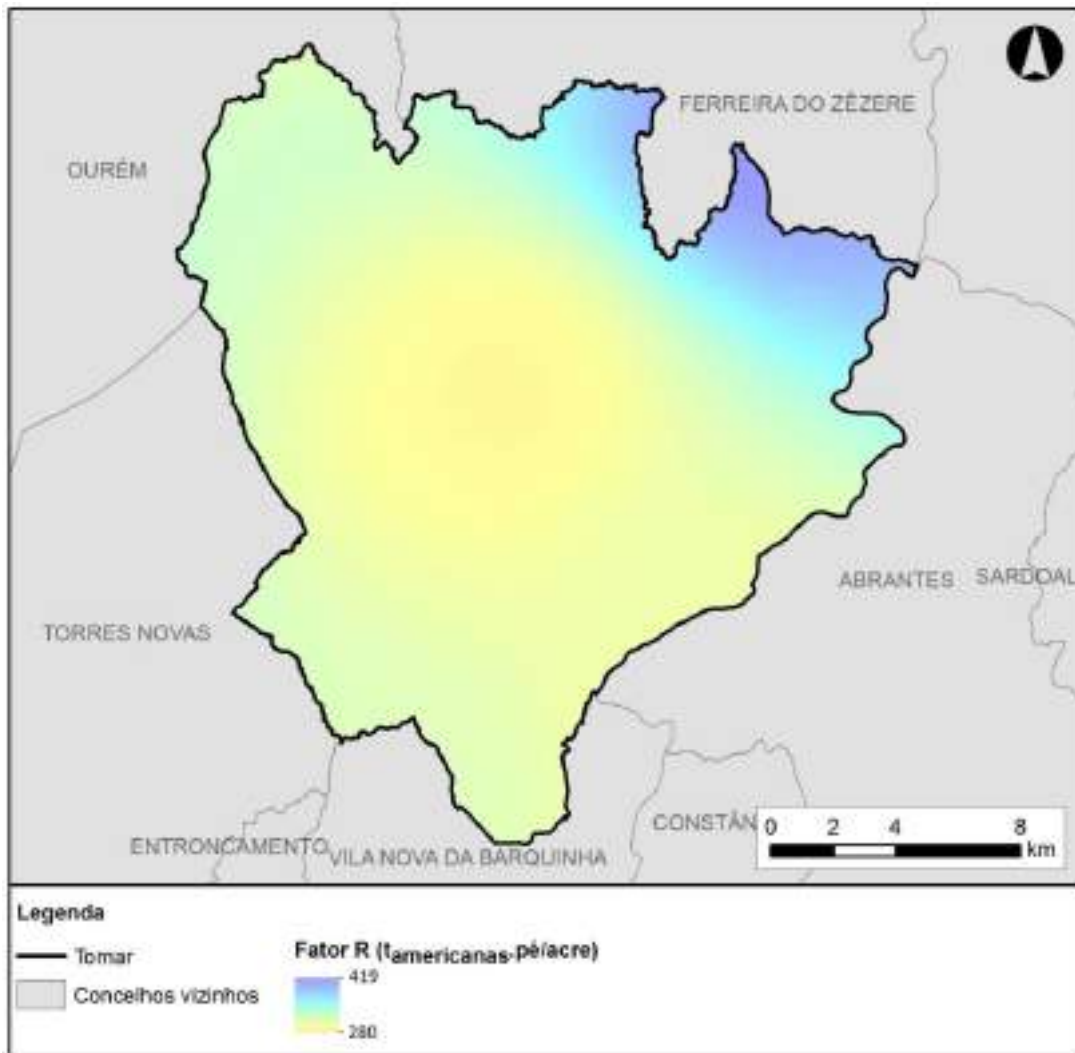 FERREIRA DO ZÊZERE
OURÉM
ABRANTES
SARDOAL
TORRES NOVAS
CONSTÂN
ENTRONCAMENTO
VILA NOVA DA BARQUINHA
0 2 4 8
km
Legenda
Tomar
Concelhos vizinhos
Fator R (tamericanas.pé/acre)
419
280